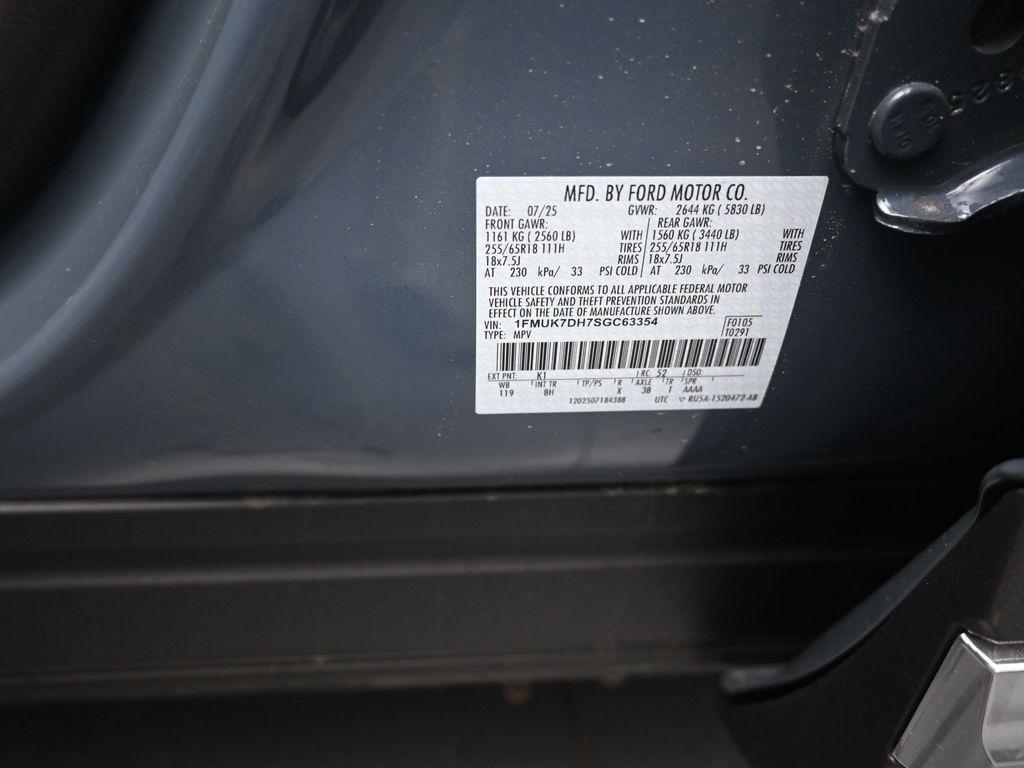 MFD. BY FORD MOTOR CO.
DATE: 07/25 GVWR: 2644 KG ( 5830 LB)
FRONT GAWR: REAR GAWR:
1161 KG ( 2560 LB) WITH 1560 KG ( 3440 LB) WITH
255/65R18 111H TIRES 255/65R18 111H TIRES
18x7.5J RIMS 18x7.5J RIMS
AT 230 kPa/ 33 PSI COLD AT 230 kPa/ 33 PSI COLD
THIS VEHICLE CONFORMS TO ALL APPLICABLE FEDERAL MOTOR
VEHICLE SAFETY AND THEFT PREVENTION STANDARDS IN
EFFECT ON THE DATE OF MANUFACTURE SHOWN ABOVE.
VIN: 1FMUK7DH7SGC63354 F0105
TYPE: MPV T0291
EXT PNT: K1 RC: 52 DSO:
WB INT TR TP/PS R AXLE TR SPR
119 8H X 3B T AAAA
1202507184388 UTC RU5A-1520472-AB